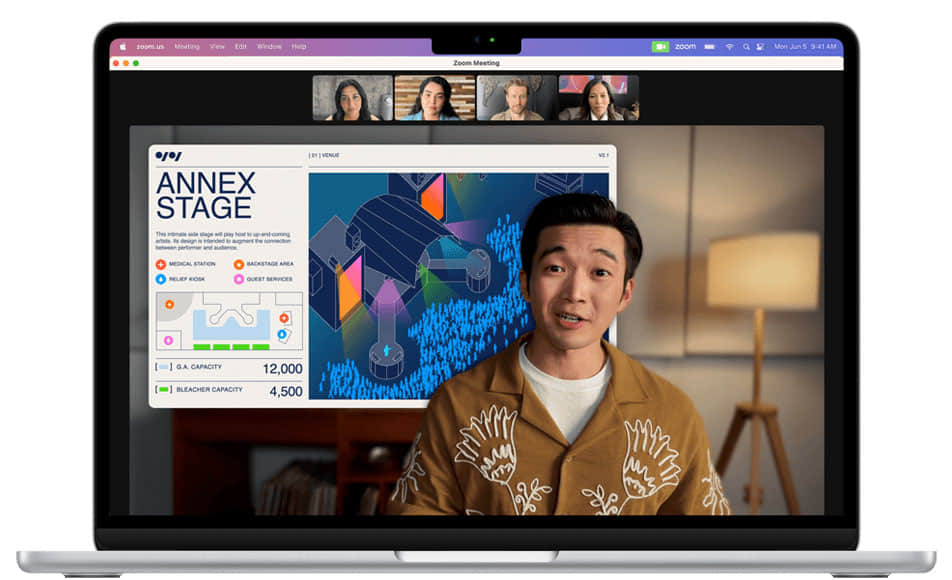 zoom.us Meeting View Edit Window Help
zoom Mon Jun 5 9:41 AM
Zoom Meeting
[ 01 ] VENUE
V2.1
ANNEX
STAGE
This intimate side stage will play host to up-and-coming
artists. Its design is intended to augment the connection
between performer and audience.
MEDICAL STATION
BACKSTAGE AREA
RELIEF KIOSK
GUEST SERVICES
[ ] G.A. CAPACITY 12,000
[ ] BLEACHER CAPACITY 4,500